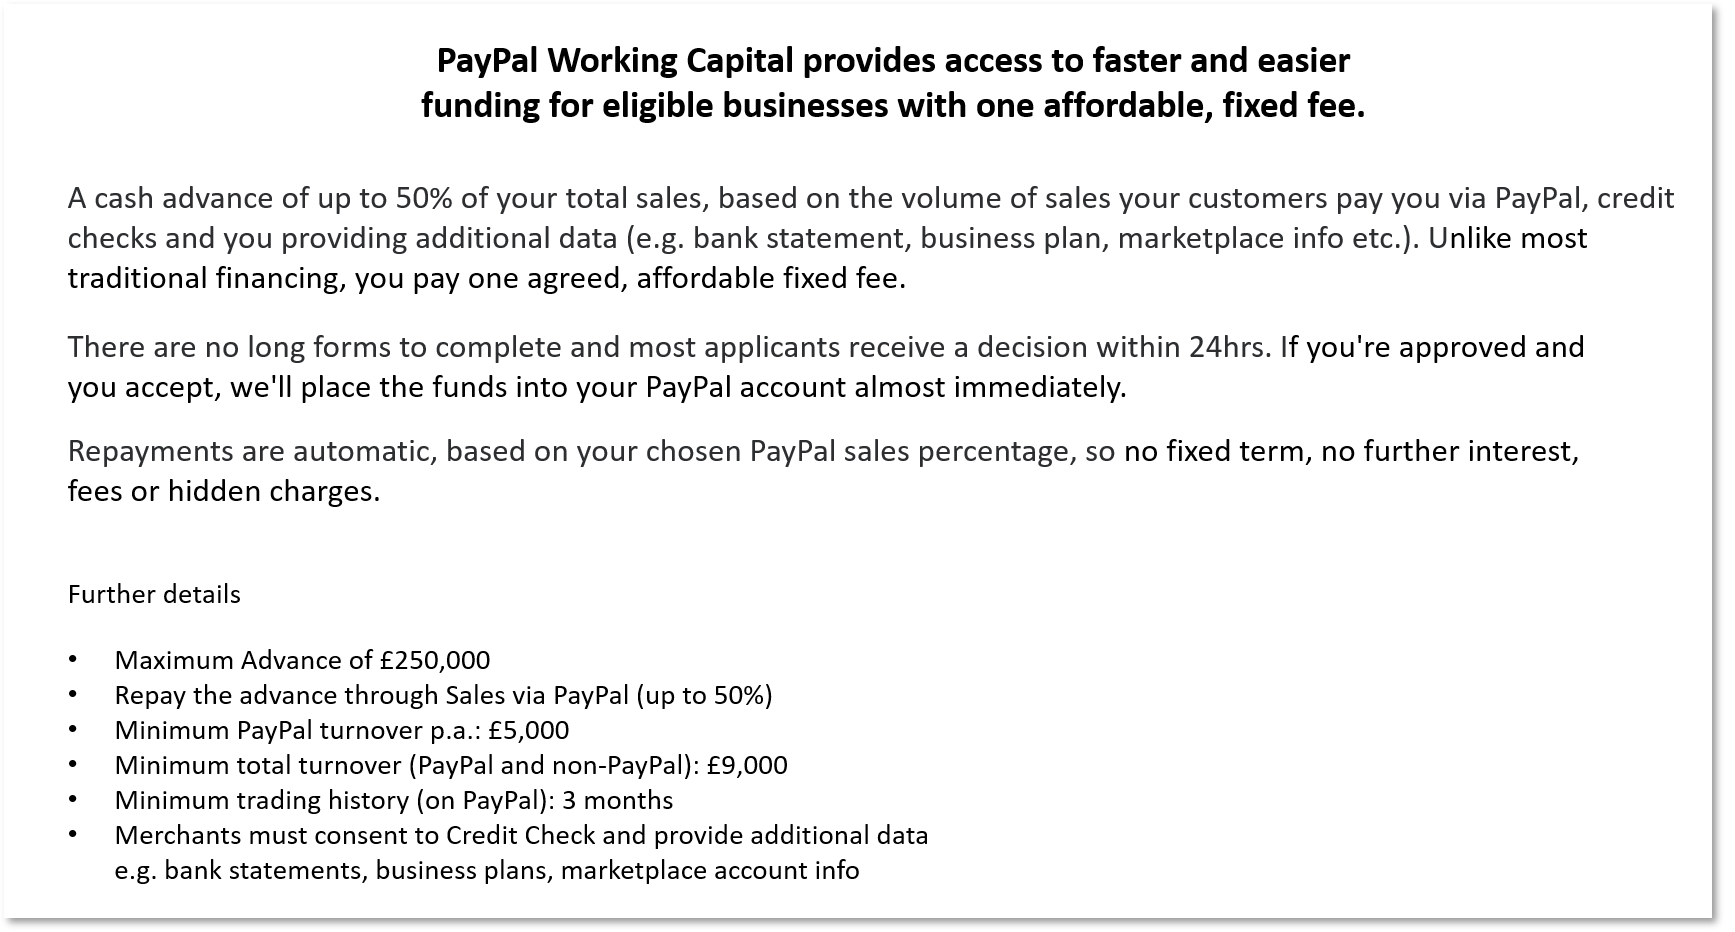 PayPal Working Capital provides access to faster and easier
funding for eligible businesses with one affordable, fixed fee.
A cash advance of up to 50% of your total sales, based on the volume of sales your customers pay you via PayPal, credit
checks and you providing additional data (e.g. bank statement, business plan, marketplace info etc.). Unlike most
traditional financing, you pay one agreed, affordable fixed fee.
There are no long forms to complete and most applicants receive a decision within 24hrs. If you're approved and
you accept, we'll place the funds into your PayPal account almost immediately.
Repayments are automatic, based on your chosen PayPal sales percentage, so no fixed term, no further interest,
fees or hidden charges.
Further details
• Maximum Advance of £250,000
• Repay the advance through Sales via PayPal (up to 50%)
• Minimum PayPal turnover p.a.: £5,000
• Minimum total turnover (PayPal and non-PayPal): £9,000
• Minimum trading history (on PayPal): 3 months
• Merchants must consent to Credit Check and provide additional data
e.g. bank statements, business plans, marketplace account info